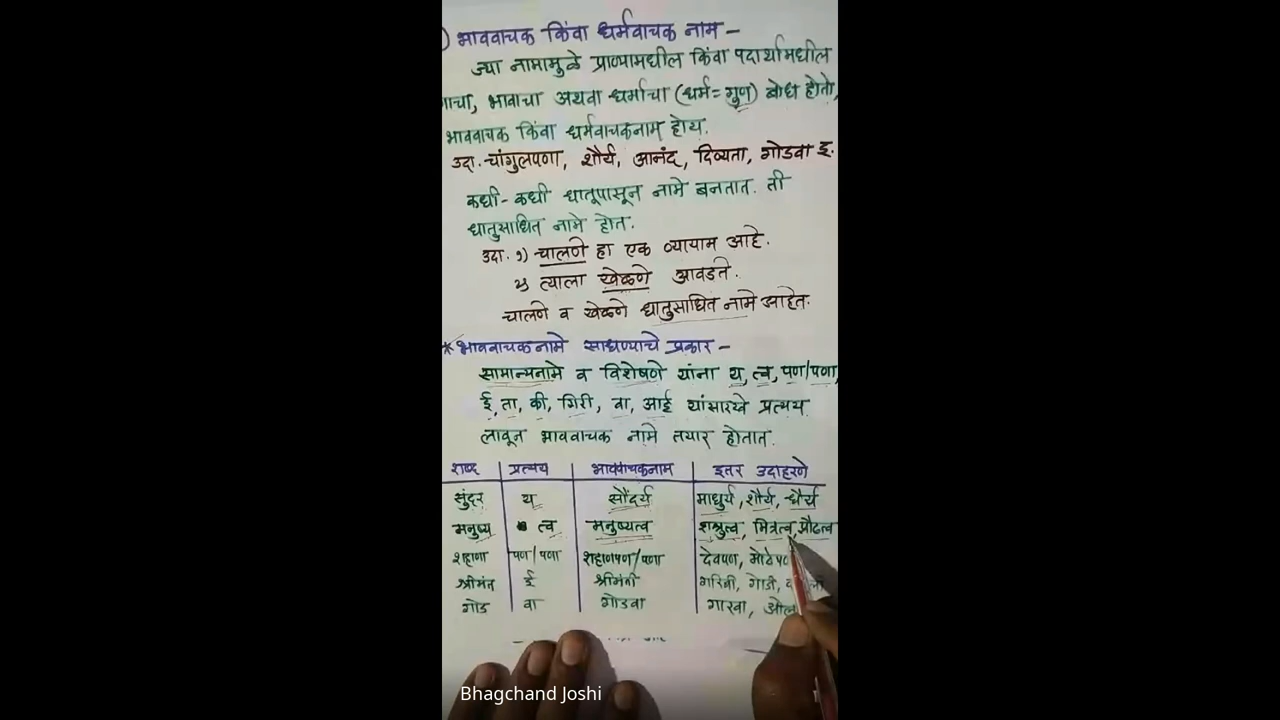 ) भाववाचक किंवा धर्मवाचक नाम -
ज्या नामामुळे प्राण्यामधील किंवा पदार्थामधील
भावाचा अथवा धर्माचा (धर्म= गुण) बोध होतो,
भाववाचक किंवा धर्मवाचकनाम होय.
उदा. चांगुलपणा, शौर्य, आनंद, दिव्यता, गोडवा इ.
कधी-कधी धातूपासून नामे बनतात. ती
धातुसाधित नामे होत.
उदा. १) चालणे हा एक व्यायाम आहे.
२) त्याला खेळणे आवडते.
चालणे व खेळणे धातुसाधित नामे आहेत.
* भाववाचकनामे साधण्याचे प्रकार -
सामान्यनामे व विशेषणे यांना य, त्व, पण/पणा,
ई, ता, की, गिरी, वा, आई यांसारखे प्रत्यय
लावून भाववाचक नामे तयार होतात.
शब्द प्रत्यय भाववाचकनाम इतर उदाहरणे
सुंदर य सौंदर्य माधुर्य, शौर्य, धैर्य
मनुष्य त्व मनुष्यत्व शत्रुत्व, मित्रत्व, प्रौढत्व
शहाणा पण/पणा शहाणपण/पणा देवपण,
श्रीमंत ई श्रीमंती गरिबी, गोडी,
गोड वा गोडवा गारवा,
Bhagchand Joshi